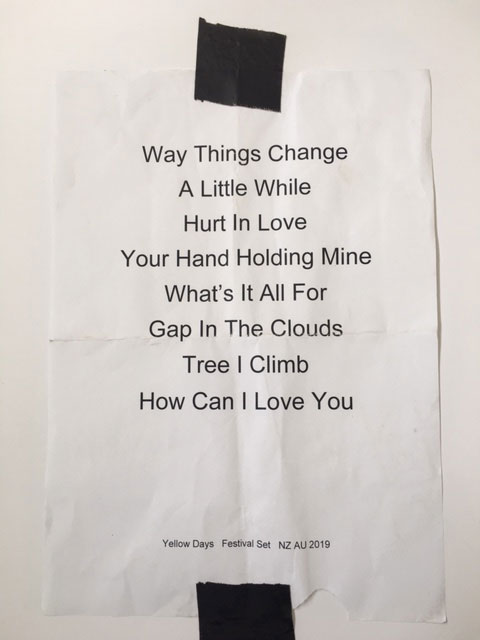 Way Things Change
A Little While
Hurt In Love
Your Hand Holding Mine
What's It All For
Gap In The Clouds
Tree I Climb
How Can I Love You
Yellow Days Festival Set NZ AU 2019